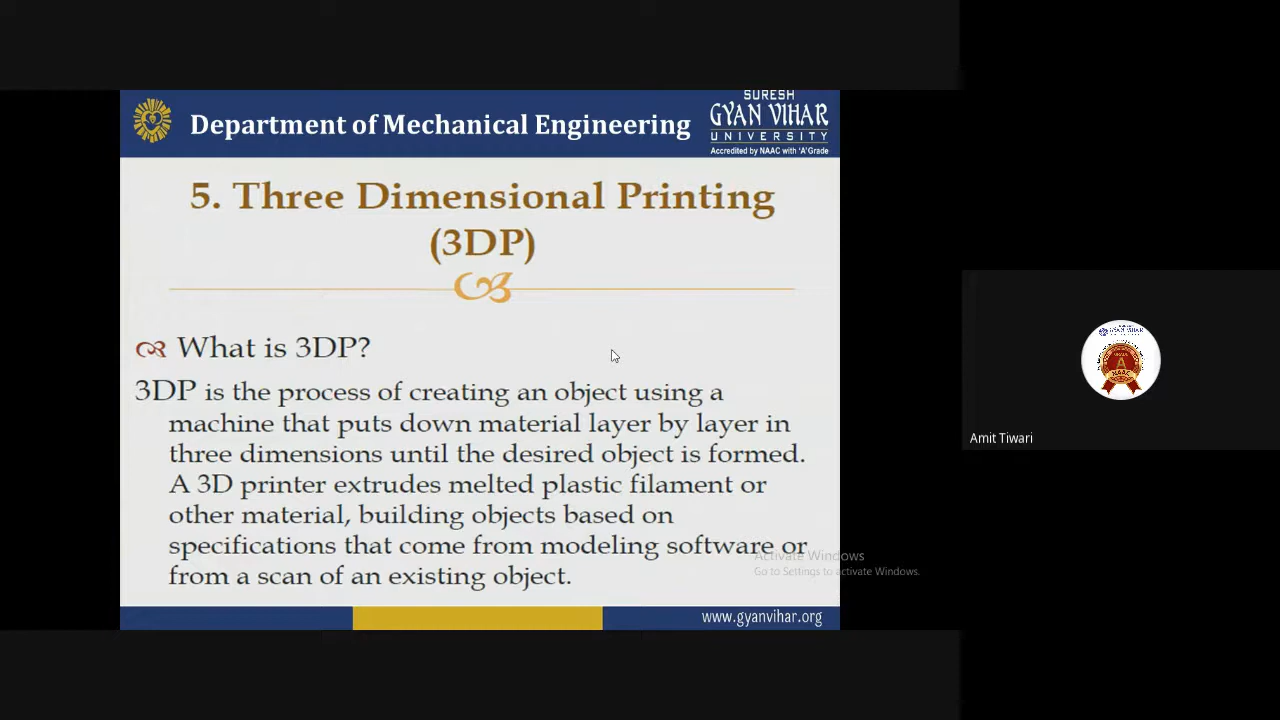 Department of Mechanical Engineering
SURESH
GYAN VIHAR
UNIVERSITY
Accredited by NAAC with 'A' Grade
5. Three Dimensional Printing
(3DP)
What is 3DP?
3DP is the process of creating an object using a
machine that puts down material layer by layer in
three dimensions until the desired object is formed.
A 3D printer extrudes melted plastic filament or
other material, building objects based on
specifications that come from modeling software or
from a scan of an existing object.
Activate Windows
Go to Settings to activate Windows.
www.gyanvihar.org
GYAN VIHAR
A
NAAC
Amit Tiwari